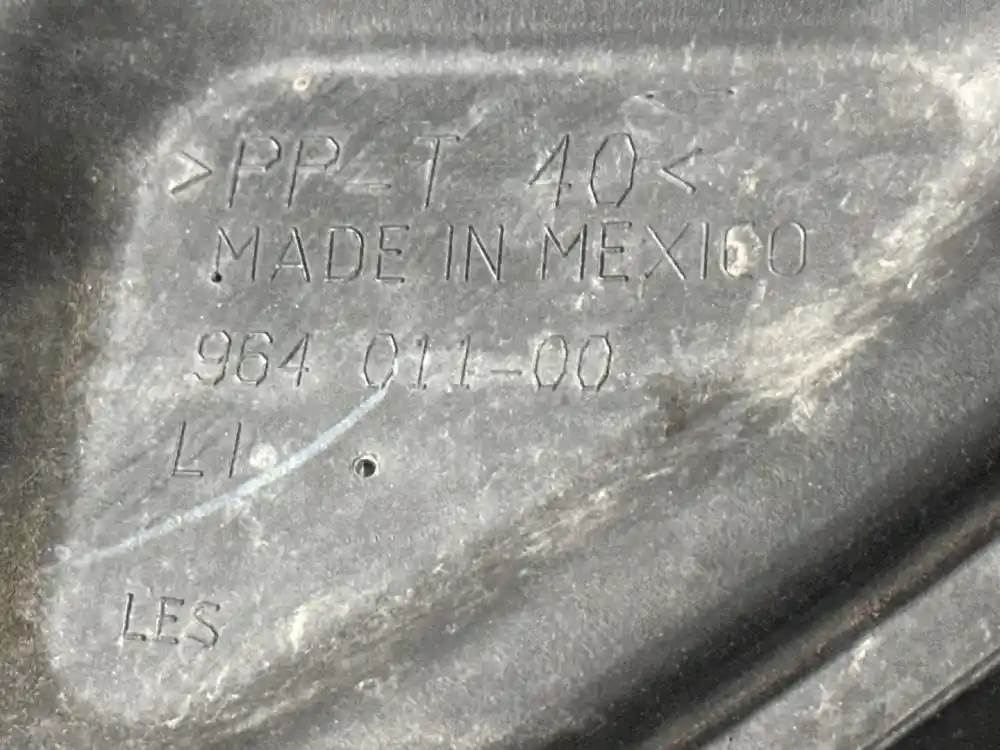 >PP-T 40<
MADE IN MEXICO
964 011-00
LI
LES